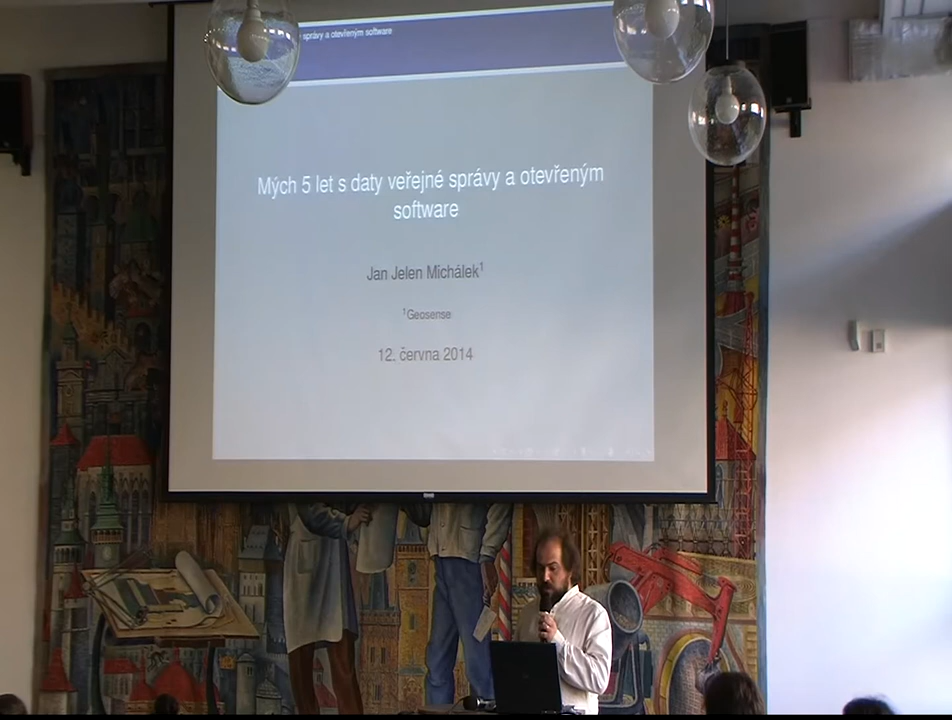 správy a otevřeným software
Mých 5 let s daty veřejné správy a otevřeným
software
Jan Jelen Michálek¹
¹Geosense
12. června 2014